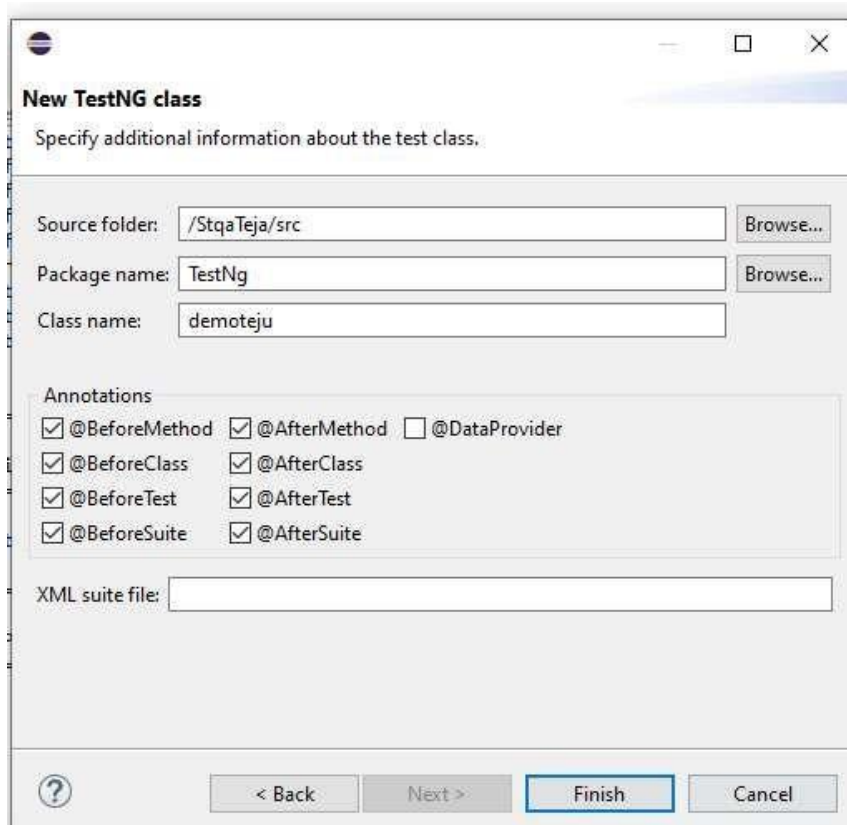 New TestNG class
Specify additional information about the test class.
Source folder: /StqaTeja/src Browse...
Package name: TestNg Browse...
Class name: demoteju
Annotations
@BeforeMethod @AfterMethod @DataProvider
@BeforeClass @AfterClass
@BeforeTest @AfterTest
@BeforeSuite @AfterSuite
XML suite file:
? < Back Next > Finish Cancel